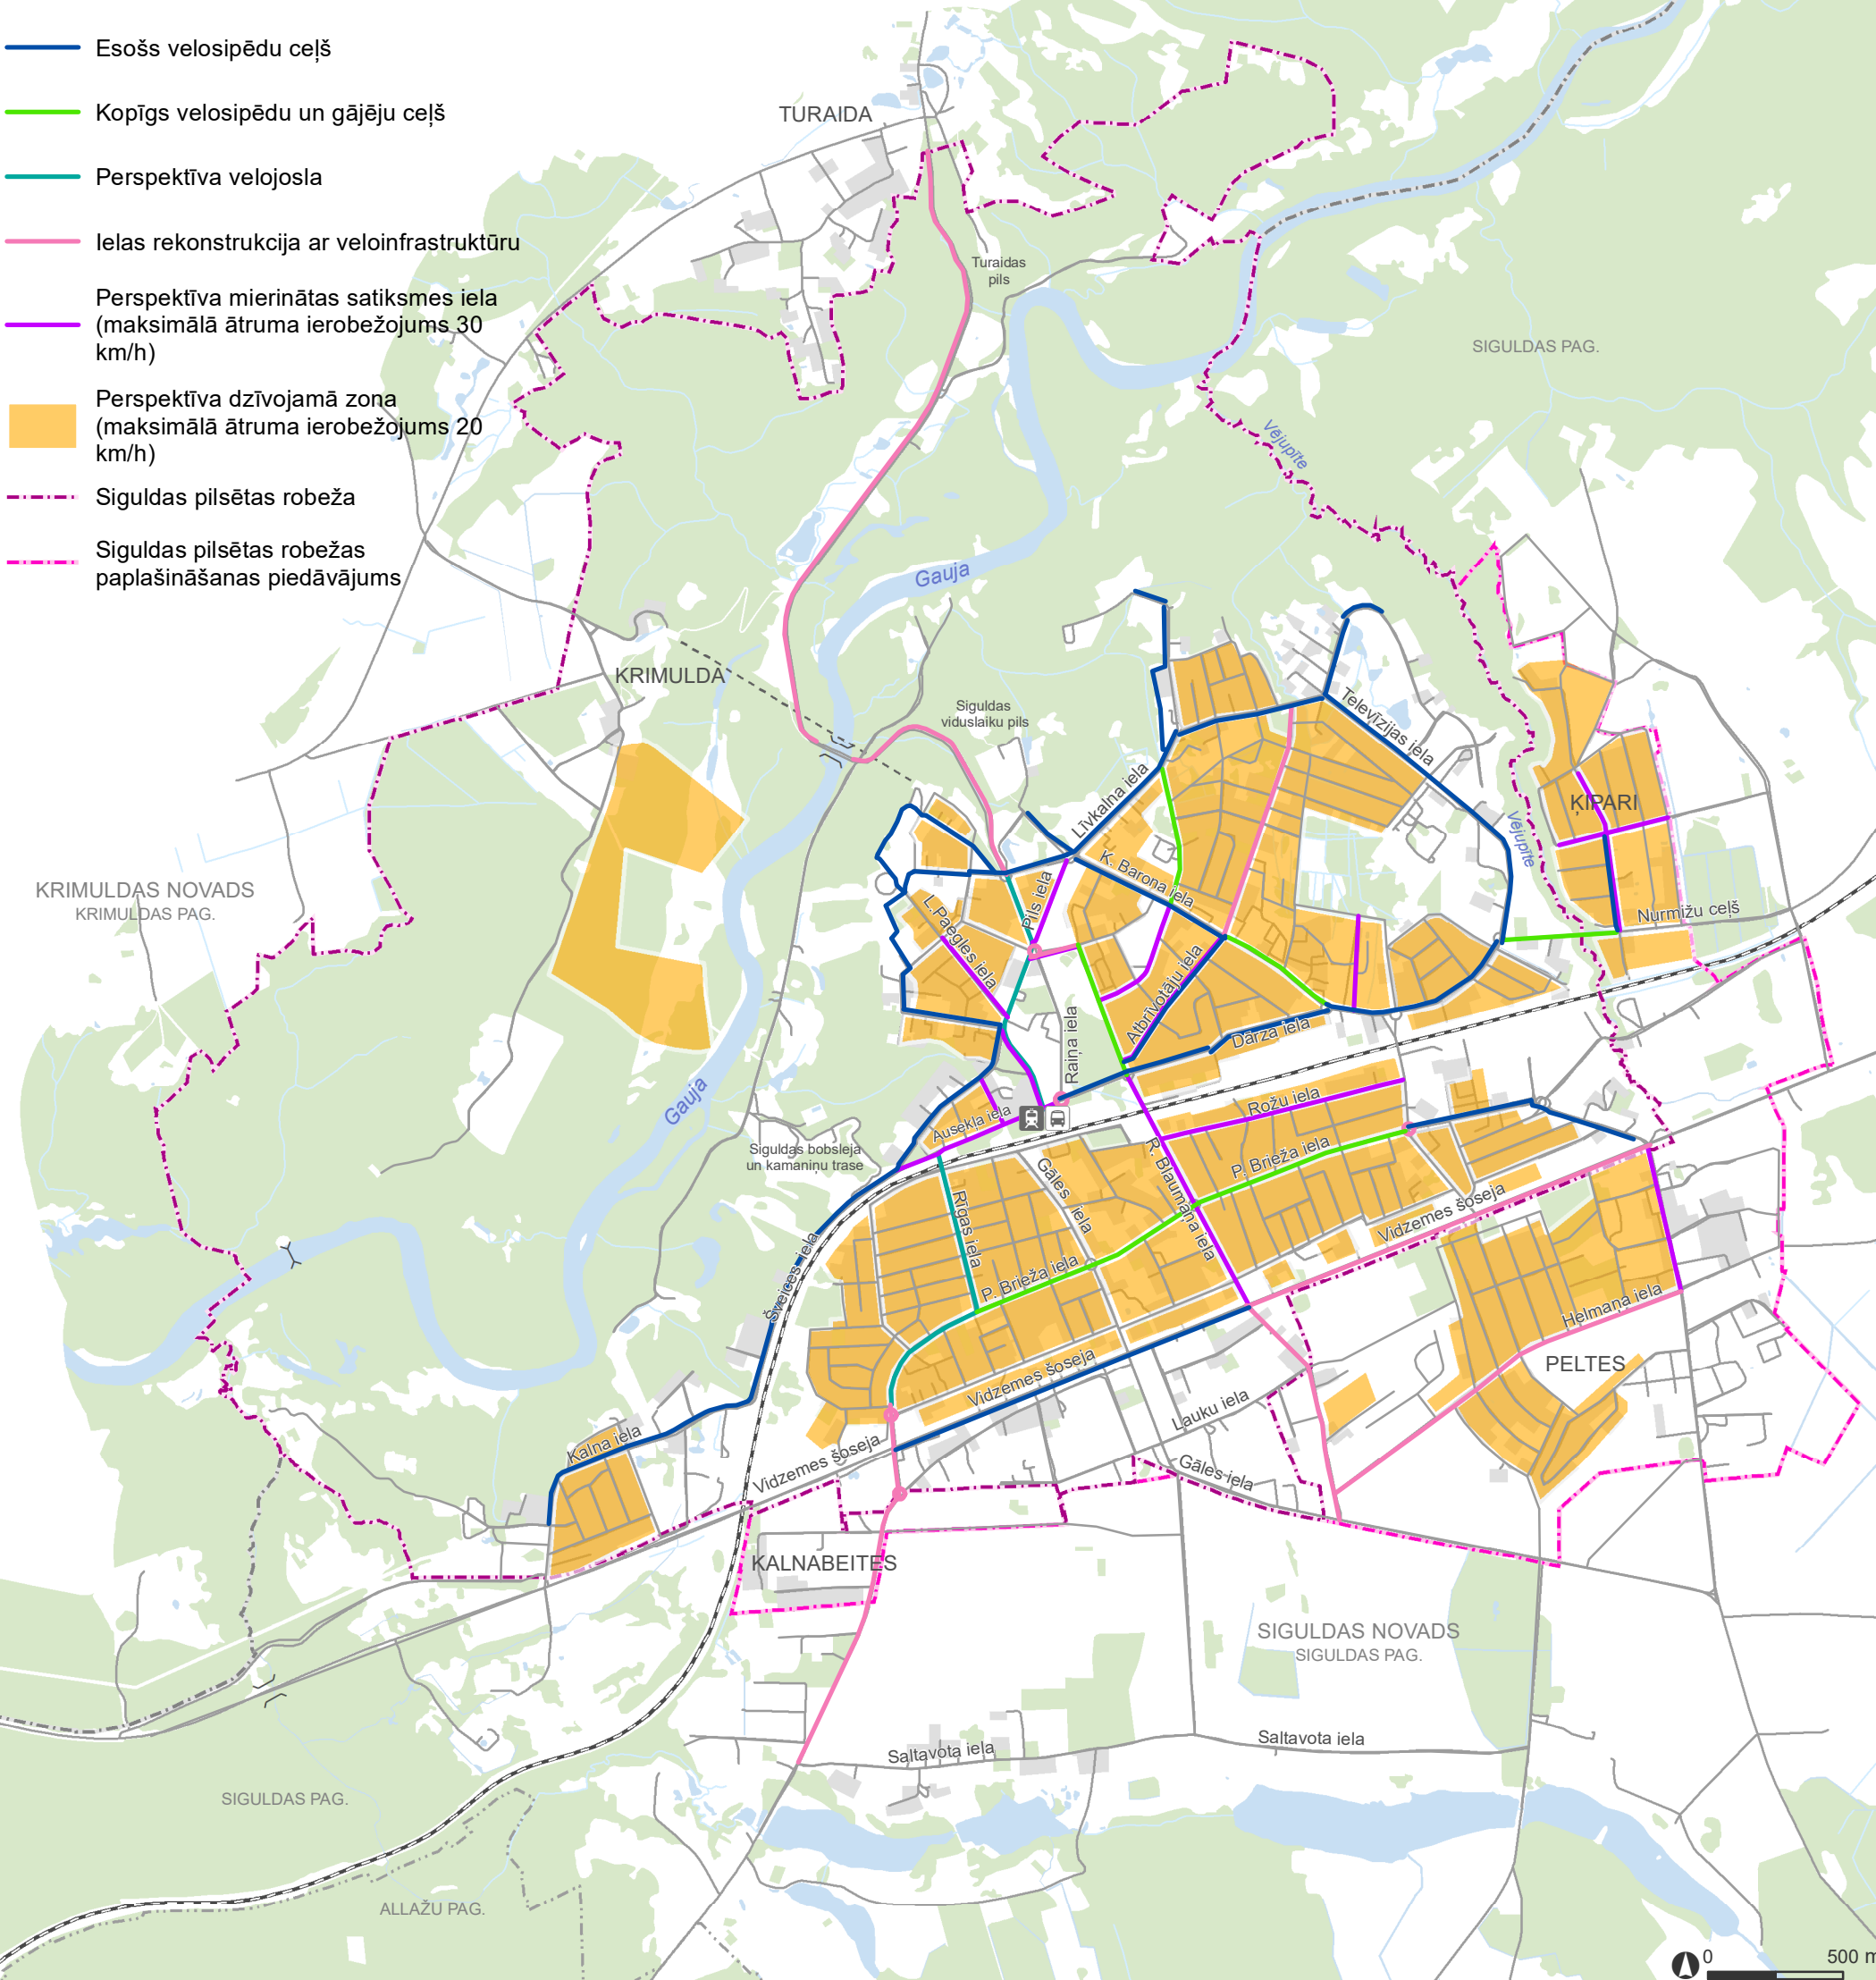 Esošs velosipēdu ceļš
Kopīgs velosipēdu un gājēju ceļš
Perspektīva velojosla
Ielas rekonstrukcija ar veloinfrastruktūru
Perspektīva mierinātas satiksmes iela
(maksimālā ātruma ierobežojums 30
km/h)
Perspektīva dzīvojamā zona
(maksimālā ātruma ierobežojums 20
km/h)
Siguldas pilsētas robeža
Siguldas pilsētas robežas
paplašināšanas piedāvājums
TURAIDA
Turaidas
pils
SIGULDAS PAG.
Vējupīte
Gauja
KRIMULDA
Siguldas
viduslaiku pils
Televīzijas iela
Līvkalna iela
ĶIPARI
Vējupīte
K. Barona iela
Pils iela
L.Paegles iela
KRIMULDAS NOVADS
KRIMULDAS PAG.
Nurmižu ceļš
Atbrīvotāju iela
Raiņa iela
Dārza iela
Gauja
Rožu iela
Ausekļa iela
Siguldas bobsleja
un kamaniņu trase
P. Brieža iela
R. Blaumaņa iela
Gāles iela
Rīgas iela
Vidzemes šoseja
Šveices iela
P. Brieža iela
Helmaņa iela
PELTES
Vidzemes šoseja
Lauku iela
Kalna iela
Vidzemes šoseja
Gāles iela
KALNABEITES
SIGULDAS NOVADS
SIGULDAS PAG.
Saltavota iela
Saltavota iela
SIGULDAS PAG.
ALLAŽU PAG.
0 500 m